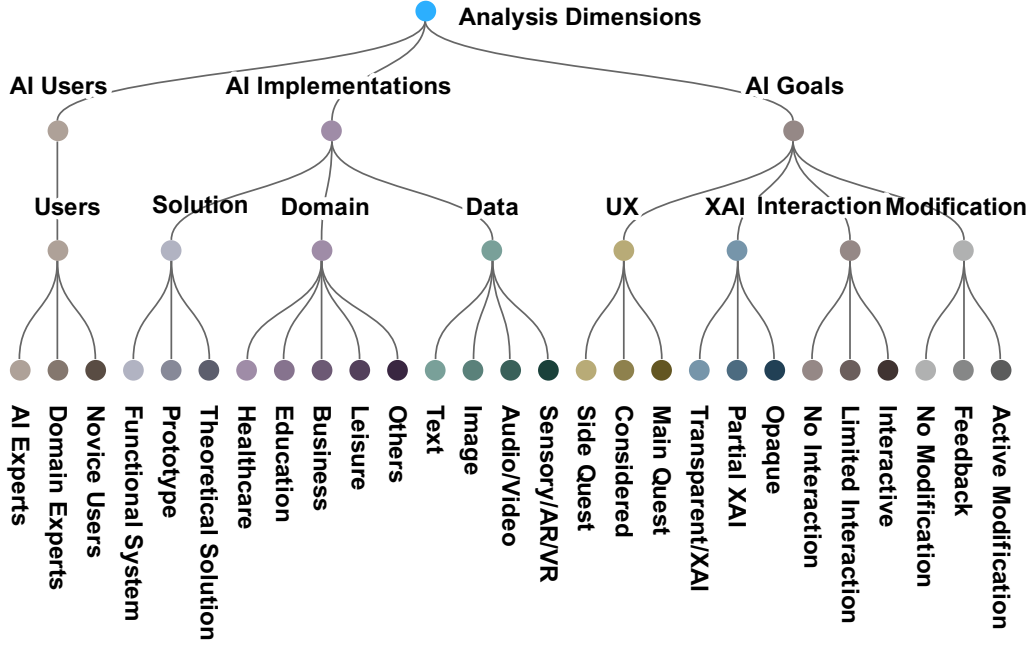 Analysis Dimensions
AI Users
AI Implementations
AI Goals
Users
Solution
Domain
Data
UX
XAI
Interaction
Modification
AI Experts
Domain Experts
Novice Users
Functional System
Prototype
Theoretical Solution
Healthcare
Education
Business
Leisure
Others
Text
Image
Audio/Video
Sensory/AR/VR
Side Quest
Considered
Main Quest
Transparent/XAI
Partial XAI
Opaque
No Interaction
Limited Interaction
Interactive
No Modification
Feedback
Active Modification